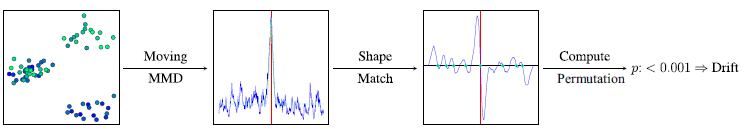 Moving
MMD
Shape
Match
Compute
Permutation
p: < 0.001 ⇒ Drift